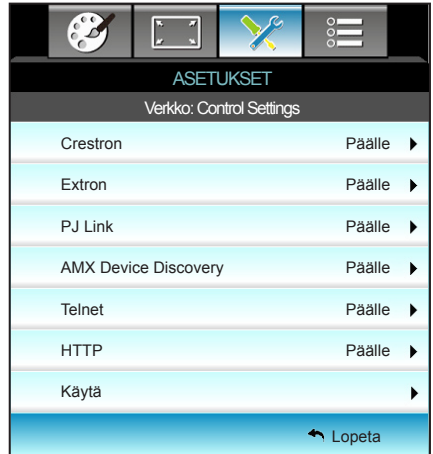 ASETUKSET
Verkko: Control Settings
Crestron Päälle
Extron Päälle
PJ Link Päälle
AMX Device Discovery Päälle
Telnet Päälle
HTTP Päälle
Käytä
Lopeta